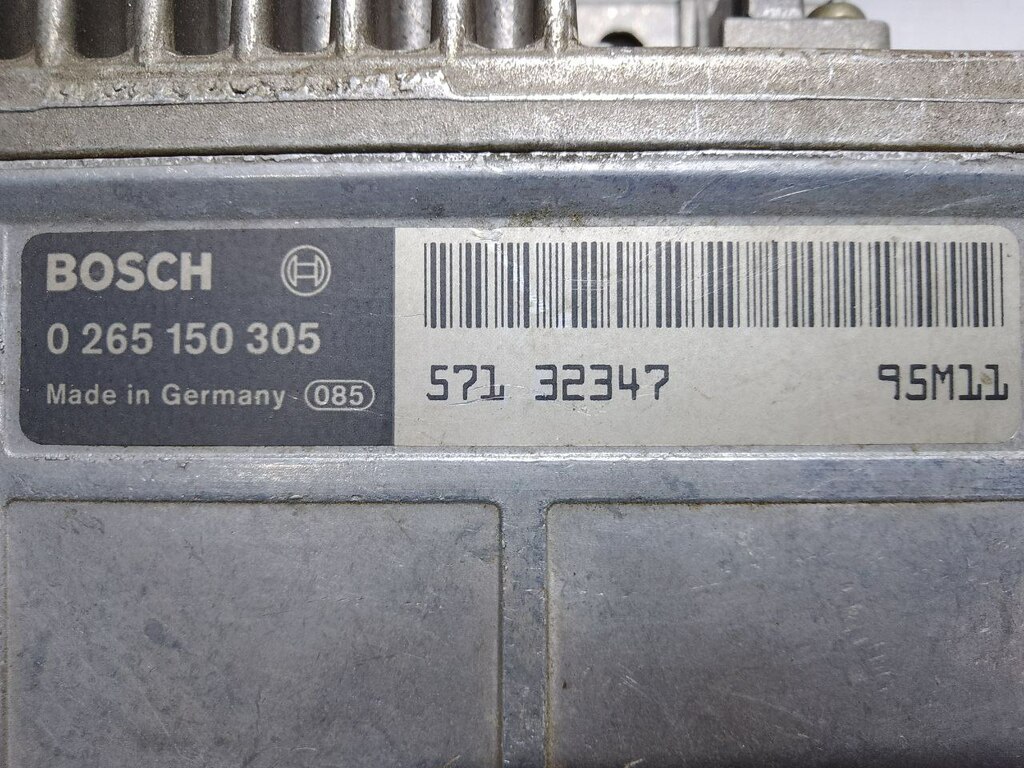 BOSCH
0 265 150 305
Made in Germany 085
571 32347 95M11